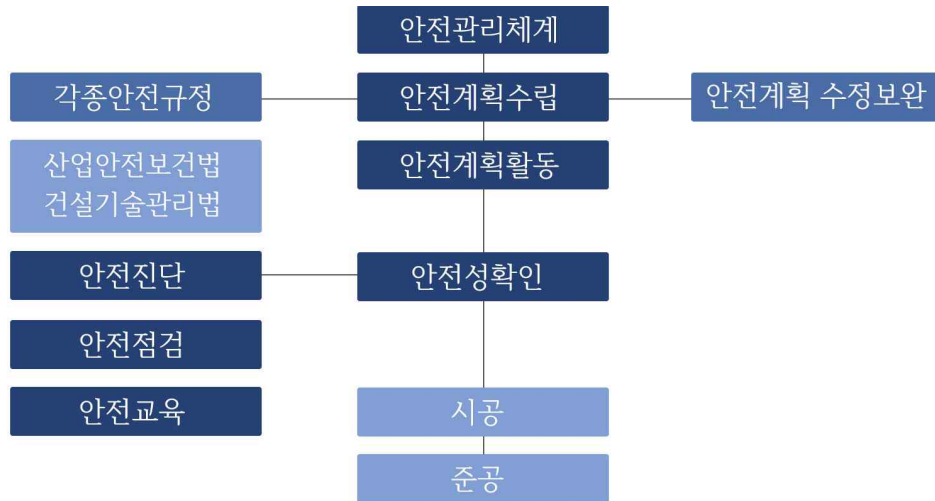 안전관리체계
각종안전규정
안전계획수립
안전계획 수정보완
산업안전보건법
건설기술관리법
안전계획활동
안전진단
안전성확인
안전점검
안전교육
시공
준공